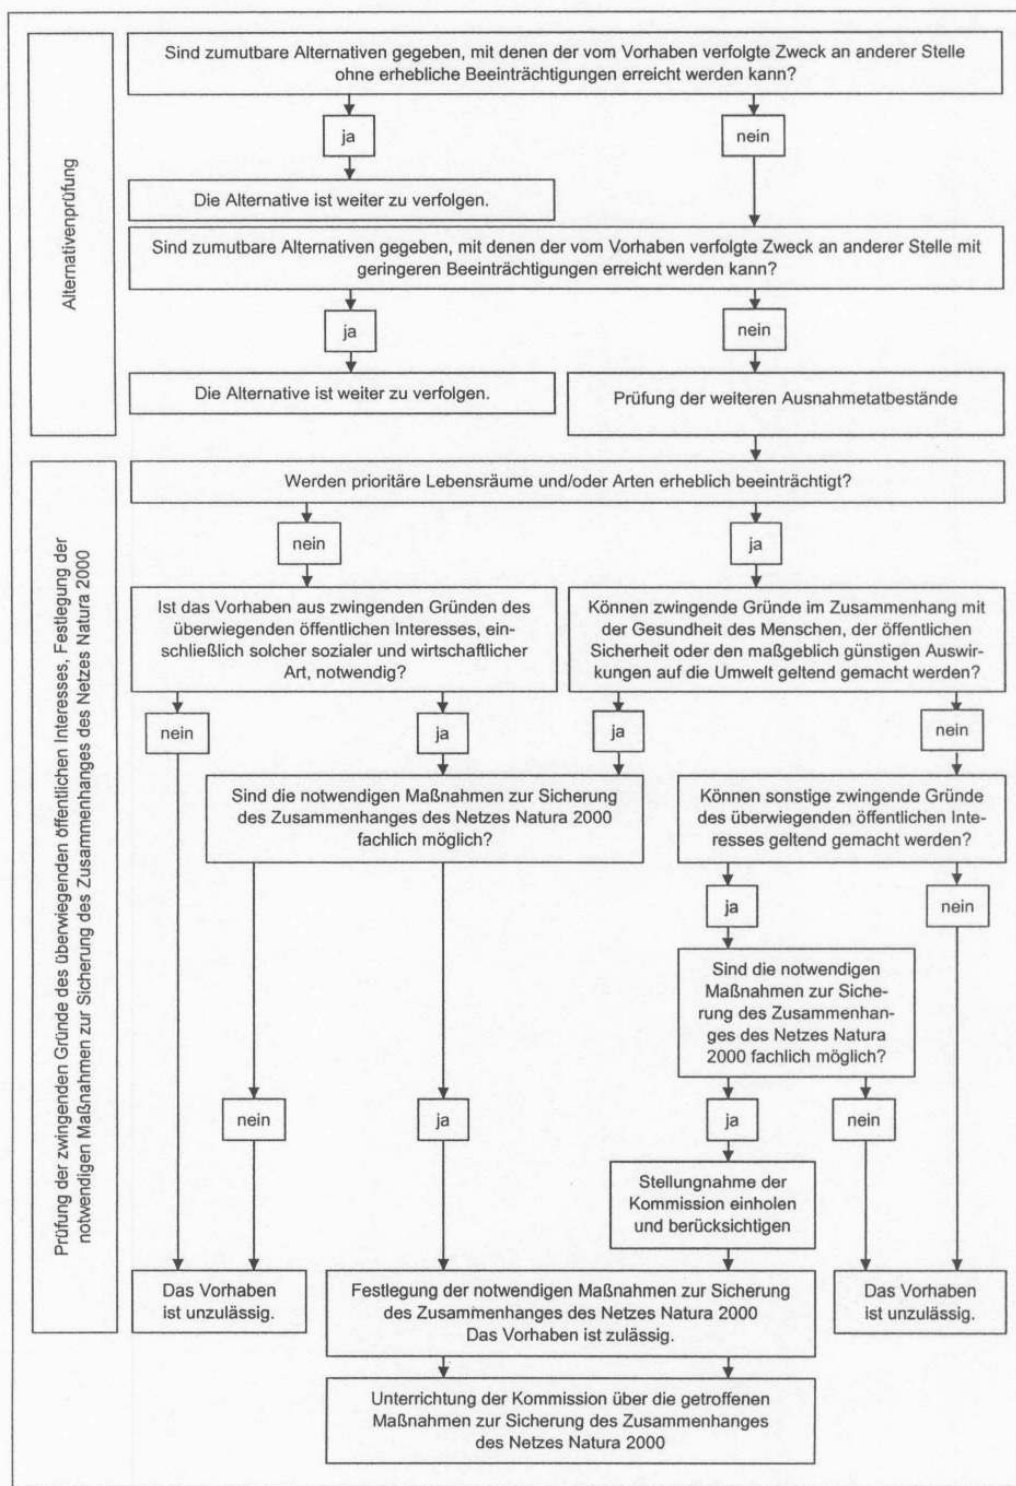 Alternativenprüfung
Sind zumutbare Alternativen gegeben, mit denen der vom Vorhaben verfolgte Zweck an anderer Stelle
ohne erhebliche Beeinträchtigungen erreicht werden kann?
ja
nein
Die Alternative ist weiter zu verfolgen.
Sind zumutbare Alternativen gegeben, mit denen der vom Vorhaben verfolgte Zweck an anderer Stelle mit
geringeren Beeinträchtigungen erreicht werden kann?
ja
nein
Die Alternative ist weiter zu verfolgen.
Prüfung der weiteren Ausnahmetatbestände
Prüfung der zwingenden Gründe des überwiegenden öffentlichen Interesses, Festlegung der
notwendigen Maßnahmen zur Sicherung des Zusammenhanges des Netzes Natura 2000
Werden prioritäre Lebensräume und/oder Arten erheblich beeinträchtigt?
nein
ja
Ist das Vorhaben aus zwingenden Gründen des
überwiegenden öffentlichen Interesses, ein-
schließlich solcher sozialer und wirtschaftlicher
Art, notwendig?
Können zwingende Gründe im Zusammenhang mit
der Gesundheit des Menschen, der öffentlichen
Sicherheit oder den maßgeblich günstigen Auswir-
kungen auf die Umwelt geltend gemacht werden?
nein
ja
ja
nein
Sind die notwendigen Maßnahmen zur Sicherung
des Zusammenhanges des Netzes Natura 2000
fachlich möglich?
Können sonstige zwingende Gründe
des überwiegenden öffentlichen Inte-
resses geltend gemacht werden?
ja
nein
Sind die notwendigen
Maßnahmen zur Siche-
rung des Zusammenhan-
ges des Netzes Natura
2000 fachlich möglich?
nein
ja
ja
nein
Stellungnahme der
Kommission einholen
und berücksichtigen
Das Vorhaben
ist unzulässig.
Festlegung der notwendigen Maßnahmen zur Sicherung
des Zusammenhanges des Netzes Natura 2000
Das Vorhaben ist zulässig.
Das Vorhaben
ist unzulässig.
Unterrichtung der Kommission über die getroffenen
Maßnahmen zur Sicherung des Zusammenhanges
des Netzes Natura 2000